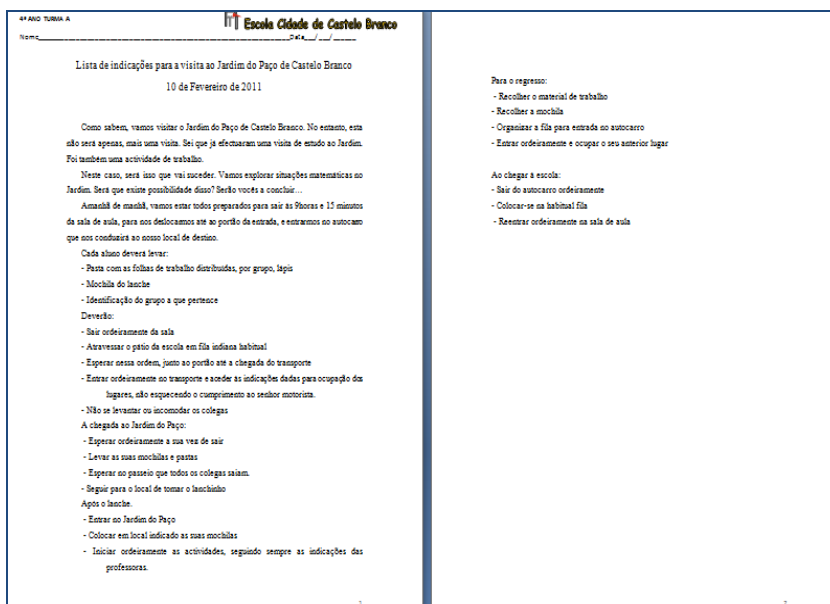 4º ANO TURMA A
Escola Cidade de Castelo Branco
Nome____________________Data___/___/______
Lista de indicações para a visita ao Jardim do Paço de Castelo Branco
10 de Fevereiro de 2011
Como sabem, vamos visitar o Jardim do Paço de Castelo Branco. No entanto, esta
não será apenas, mais uma visita. Sei que já efectuaram uma visita de estudo ao Jardim.
Foi também uma actividade de trabalho.
Neste caso, será isso que vai suceder. Vamos explorar situações matemáticas no
Jardim. Será que existe possibilidade disso? Serão vocês a concluir…
Amanhã de manhã, vamos estar todos preparados para sair às 9horas e 15 minutos
da sala de aula, para nos deslocarmos até ao portão da entrada, e entrarmos no autocarro
que nos conduzirá ao nosso local de destino.
Cada aluno deverá levar:
- Pasta com as folhas de trabalho distribuídas, por grupo, lápis
- Mochila do lanche
- Identificação do grupo a que pertence
Deverão:
- Sair ordeiramente da sala
- Atravessar o pátio da escola em fila indiana habitual
- Esperar nessa ordem, junto ao portão até a chegada do transporte
- Entrar ordeiramente no transporte e aceder às indicações dadas para ocupação dos
lugares, não esquecendo o cumprimento ao senhor motorista.
- Não se levantar ou incomodar os colegas
A chegada ao Jardim do Paço:
- Esperar ordeiramente a sua vez de sair
- Levar as suas mochilas e pastas
- Esperar no passeio que todos os colegas saiam.
- Seguir para o local de tomar o lanchinho
Após o lanche.
- Entrar no Jardim do Paço
- Colocar em local indicado as suas mochilas
- Iniciar ordeiramente as actividades, seguindo sempre as indicações das
professoras.
Para o regresso:
- Recolher o material de trabalho
- Recolher a mochila
- Organizar a fila para entrada no autocarro
- Entrar ordeiramente e ocupar o seu anterior lugar
Ao chegar à escola:
- Sair do autocarro ordeiramente
- Colocar-se na habitual fila
- Reentrar ordeiramente na sala de aula